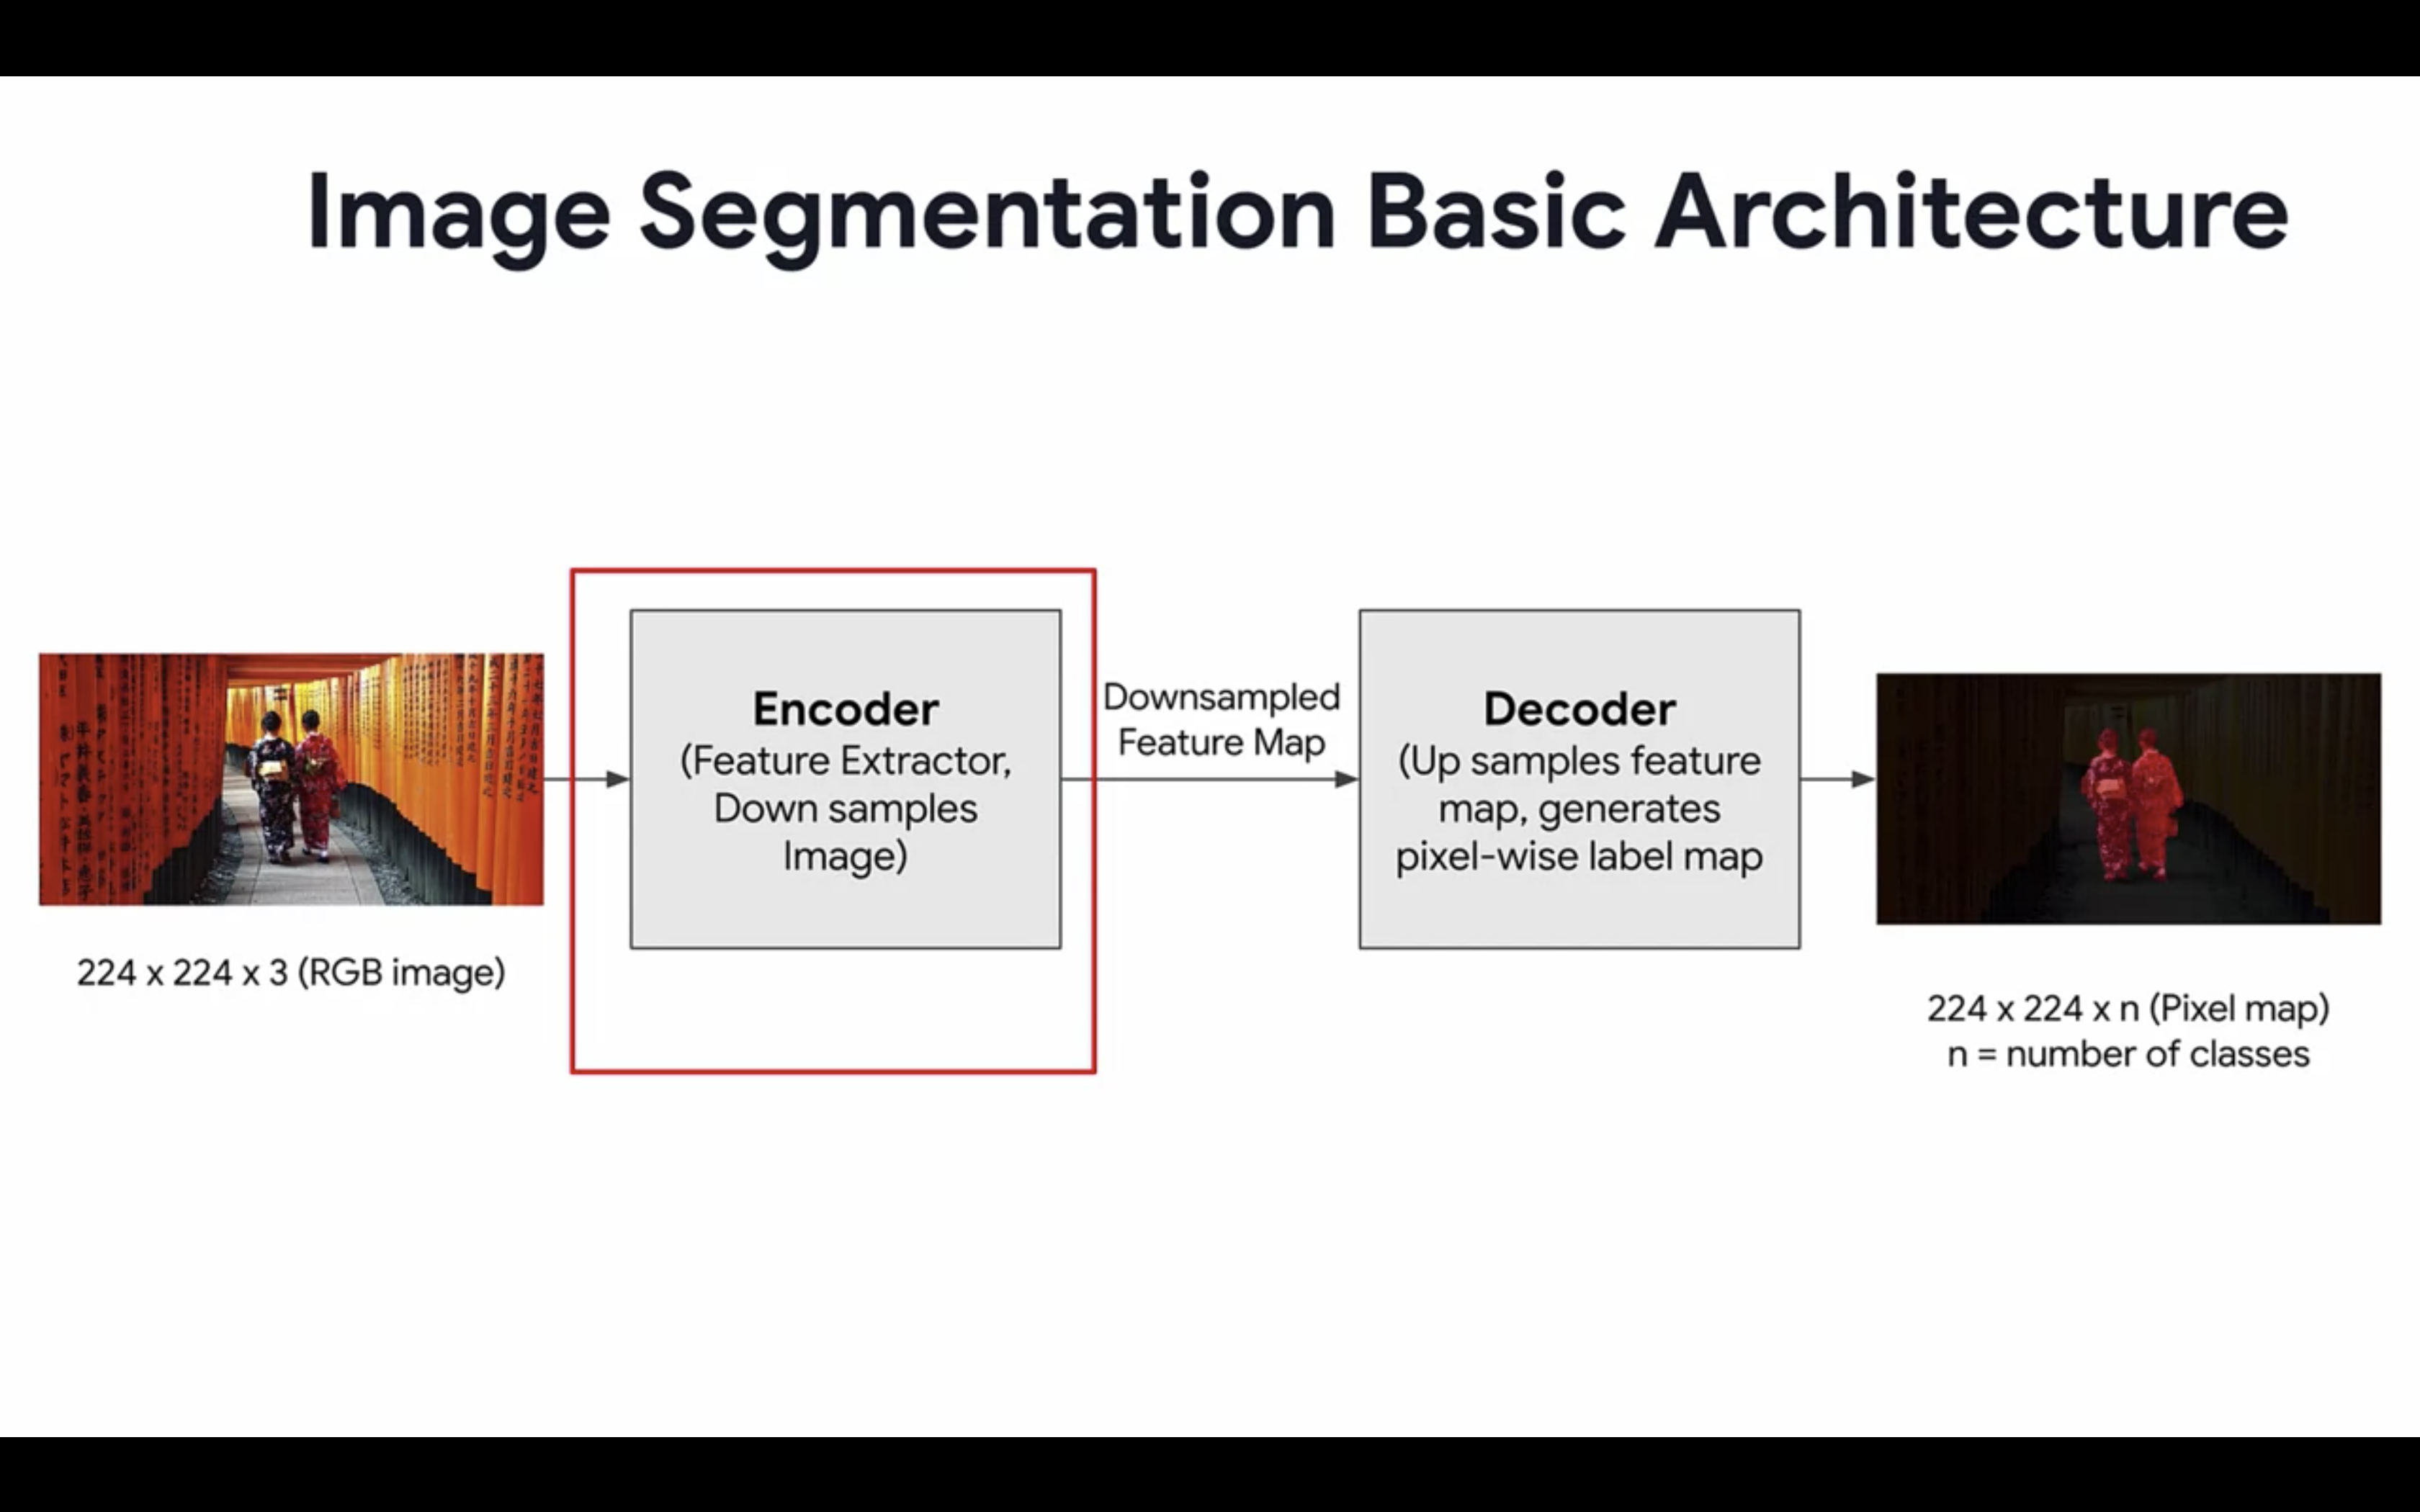 Image Segmentation Basic Architecture
Encoder
(Feature Extractor,
Down samples
Image)
Downsampled
Feature Map
Decoder
(Up samples feature
map, generates
pixel-wise label map
224 x 224 x 3 (RGB image)
224 x 224 x n (Pixel map)
n = number of classes